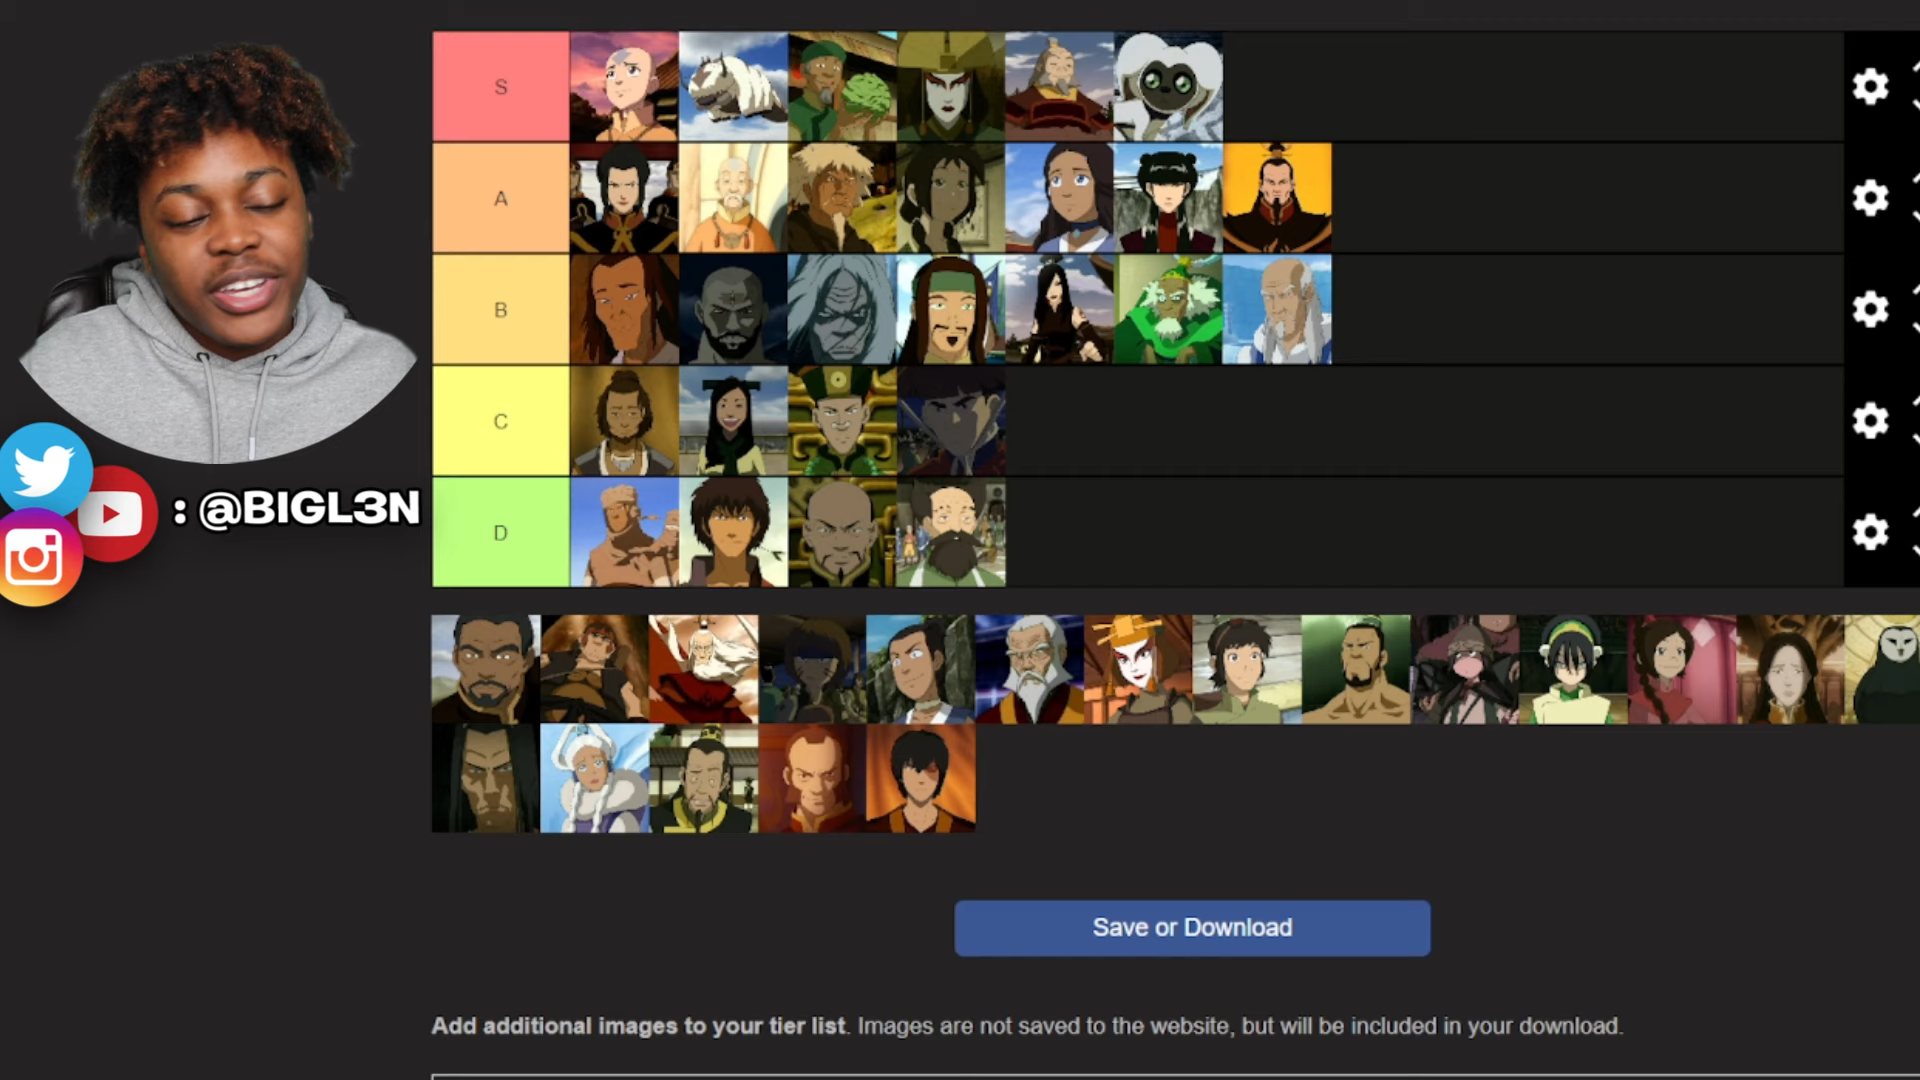 S
A
B
C
D
: @BIGL3N
Save or Download
Add additional images to your tier list. Images are not saved to the website, but will be included in your download.